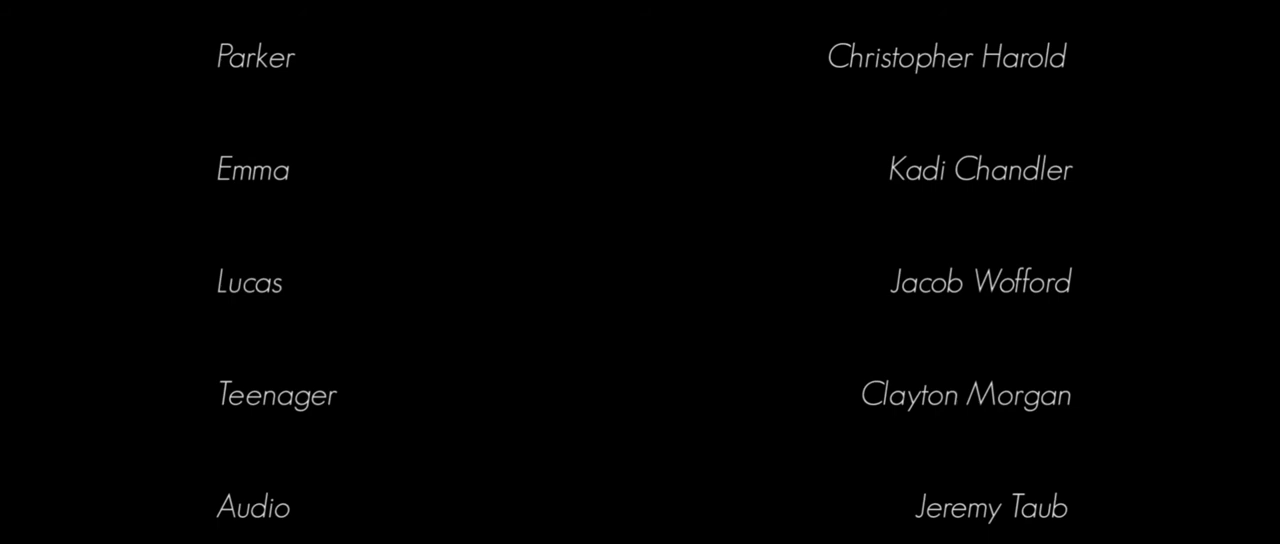 Parker Christopher Harold
Emma Kadi Chandler
Lucas Jacob Wofford
Teenager Clayton Morgan
Audio Jeremy Taub